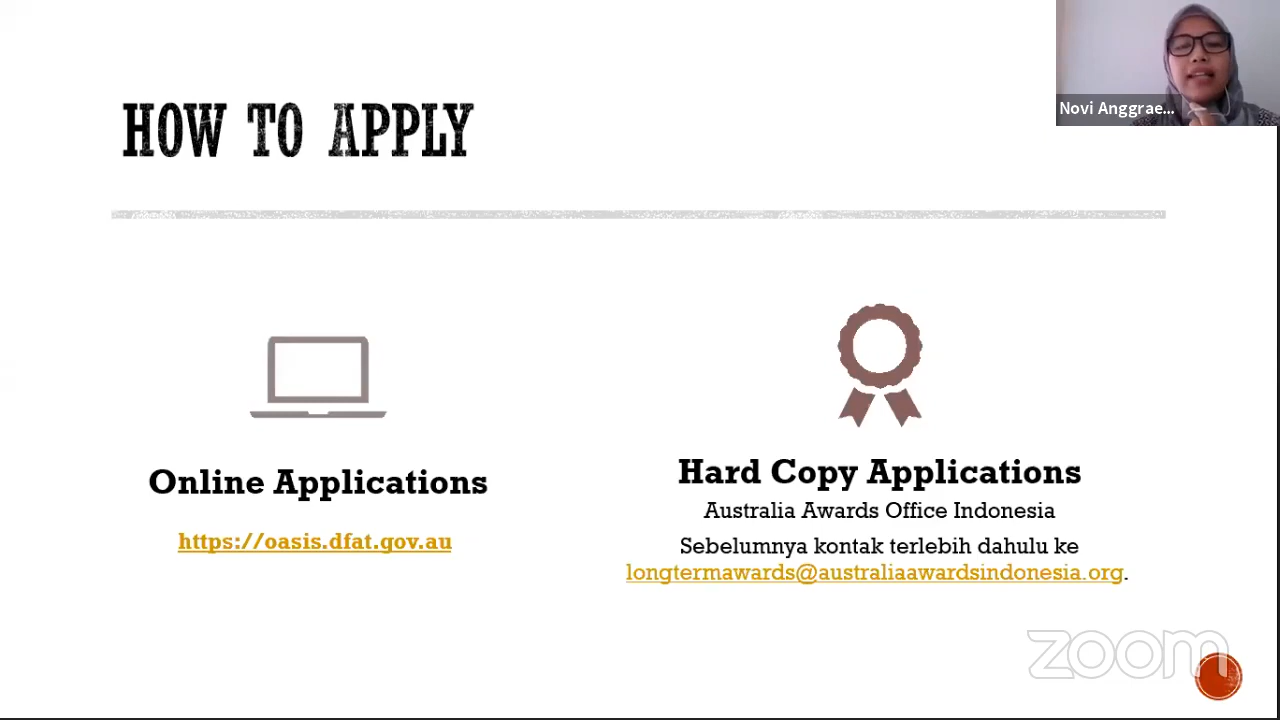 Novi Anggrae...
HOW TO APPLY
Online Applications
https://oasis.dfat.gov.au
Hard Copy Applications
Australia Awards Office Indonesia
Sebelumnya kontak terlebih dahulu ke
longtermawards@australiaawardsindonesia.org.
zoom